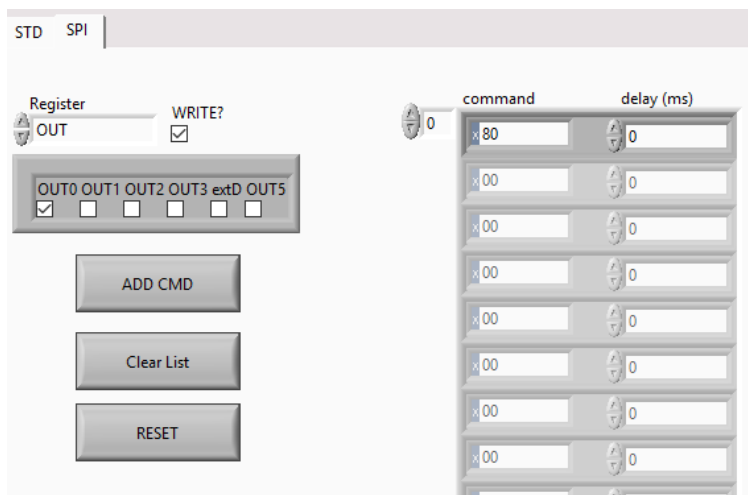 STD SPI
Register
WRITE?
OUT
OUT0 OUT1 OUT2 OUT3 extD OUT5
ADD CMD
Clear List
RESET
0
command delay (ms)
x 80 0
x 00 0
x 00 0
x 00 0
x 00 0
x 00 0
x 00 0
x 00 0